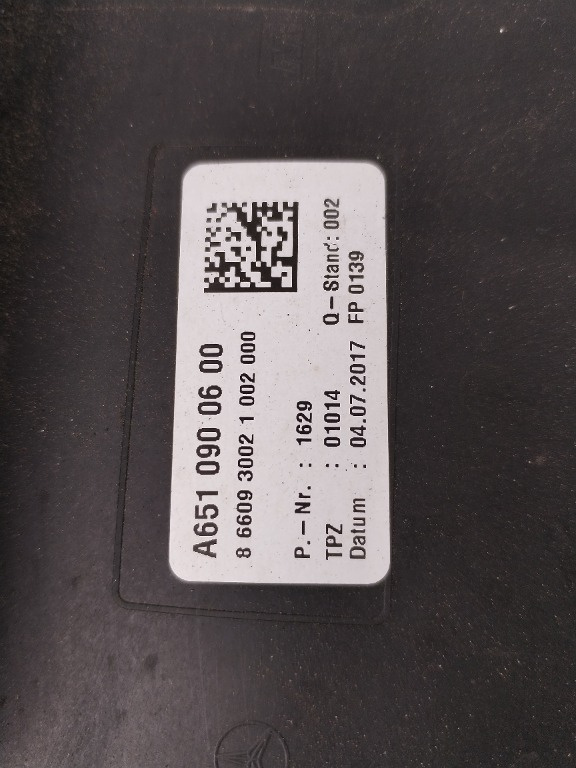 A651 090 06 00
8 6609 3002 1 002 000
P.–Nr. : 1629
TPZ : 01014 Q–Stand: 002
Datum : 04.07.2017 FP 0139